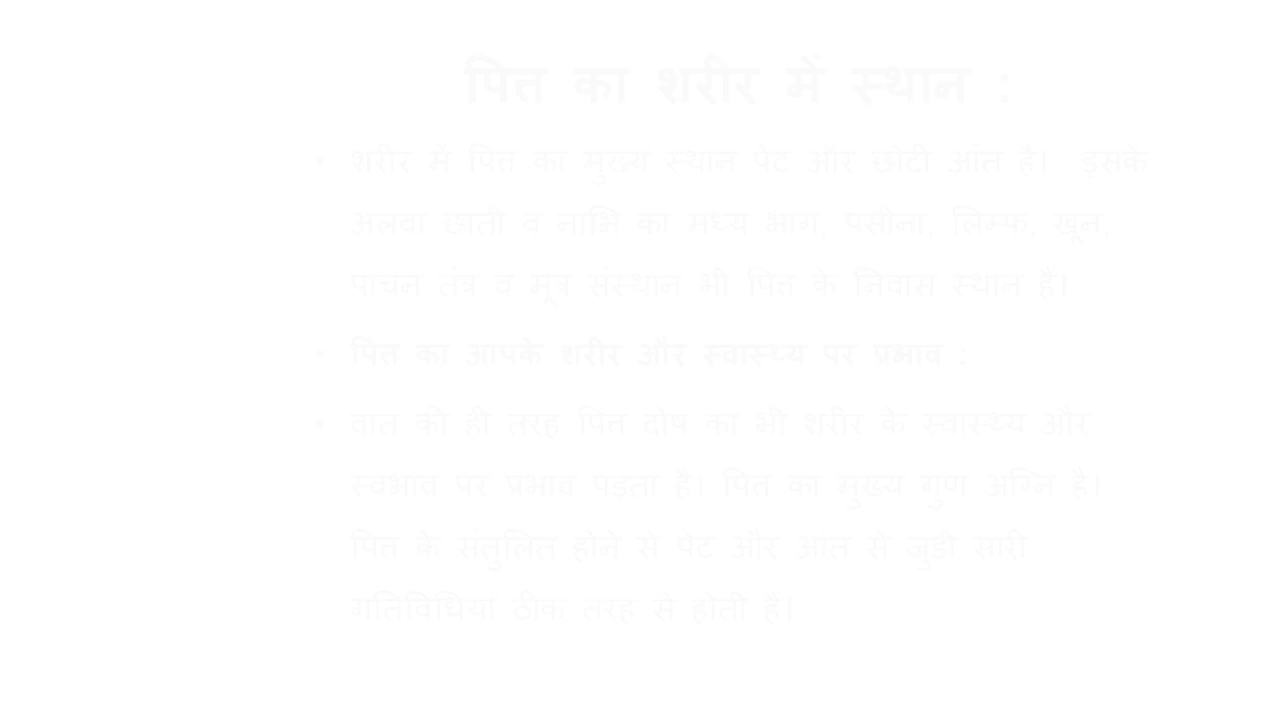 पित्त का शरीर में स्थान :
• शरीर में पित्त का मुख्य स्थान पेट और छोटी आंत है। इसके
अलवा छाती व नाभि का मध्य भाग, पसीना, लिम्फ, खून,
पाचन तंत्र व मूत्र संस्थान भी पित्त के निवास स्थान हैं।
• पित्त का आपके शरीर और स्वास्थ्य पर प्रभाव :
• वात की ही तरह पित्त दोष का भी शरीर के स्वास्थ्य और
स्वभाव पर प्रभाव पड़ता है। पित्त का मुख्य गुण अग्नि है।
पित्त के संतुलित होने से पेट और आंत से जुडी सारी
गतिविधियां ठीक तरह से होती है।